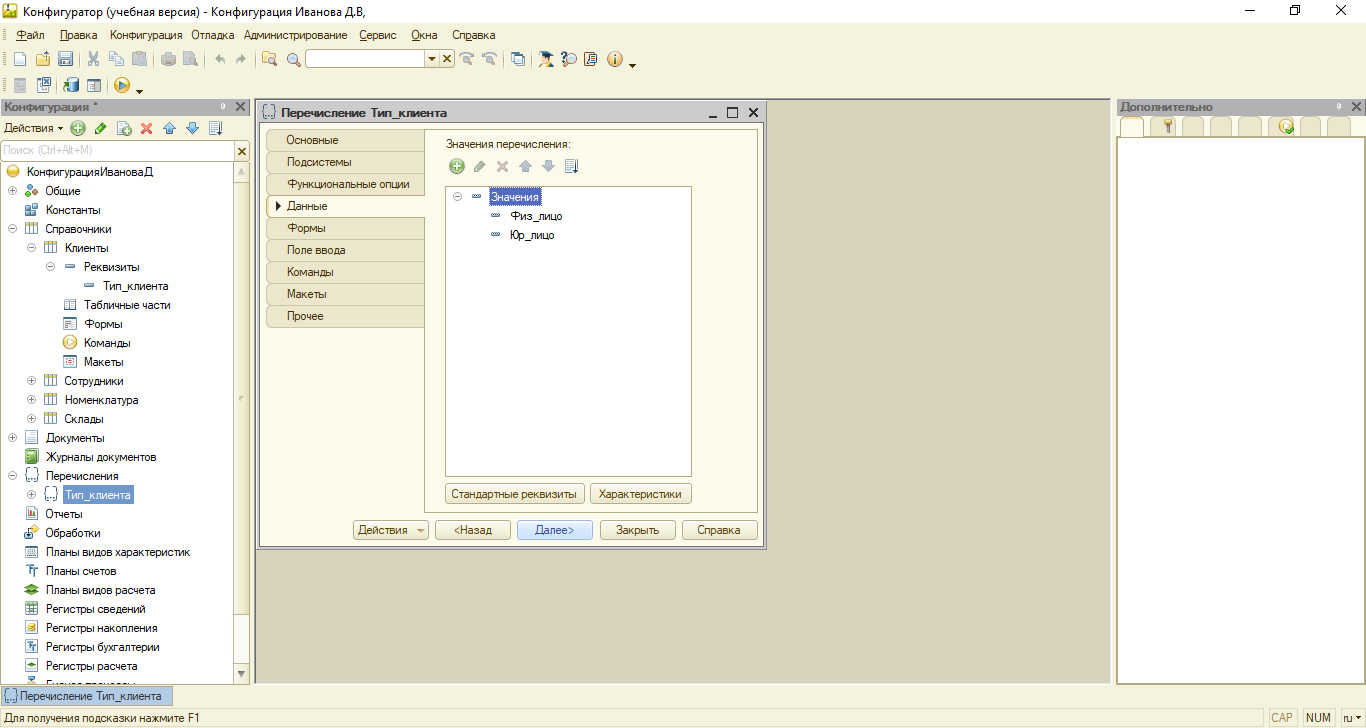 Конфигуратор (учебная версия) - Конфигурация Иванова Д.В,
Файл Правка Конфигурация Отладка Администрирование Сервис Окна Справка
Конфигурация *
Действия
Поиск (Ctrl+Alt+M)
КонфигурацияИвановаД
Общие
Константы
Справочники
Клиенты
Реквизиты
Тип_клиента
Табличные части
Формы
Команды
Макеты
Сотрудники
Номенклатура
Склады
Документы
Журналы документов
Перечисления
Тип_клиента
Отчеты
Обработки
Планы видов характеристик
Планы счетов
Планы видов расчета
Регистры сведений
Регистры накопления
Регистры бухгалтерии
Регистры расчета
Перечисление Тип_клиента
Основные
Подсистемы
Функциональные опции
Данные
Формы
Поле ввода
Команды
Макеты
Прочее
Значения перечисления:
Значения
Физ_лицо
Юр_лицо
Стандартные реквизиты Характеристики
Действия <Назад Далее> Закрыть Справка
Дополнительно
Перечисление Тип_клиента
Для получения подсказки нажмите F1
CAP NUM ru